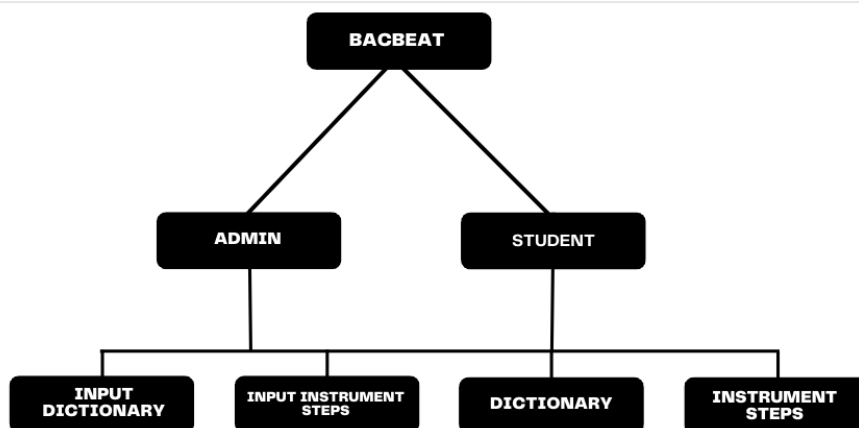 BACBEAT
ADMIN
STUDENT
INPUT
DICTIONARY
INPUT INSTRUMENT
STEPS
DICTIONARY
INSTRUMENT
STEPS